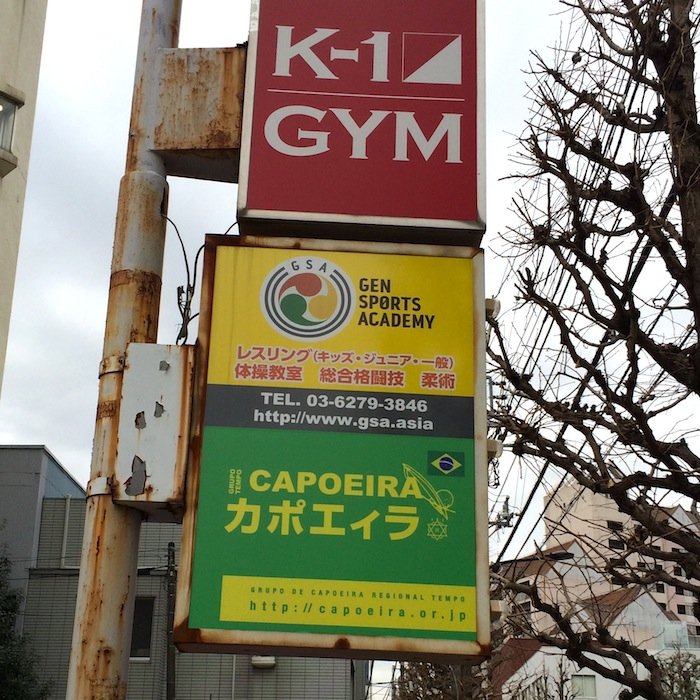 K-1
GYM
GSA
GEN
SPORTS
ACADEMY
レスリング(キッズ・ジュニア・一般)
体操教室 総合格闘技 柔術
TEL. 03-6279-3846
http://www.gsa.asia
GRUPO
TEMPO
CAPOEIRA
カポエィラ
GRUPO DE CAPOEIRA REGIONAL TEMPO
http://capoeira.or.jp